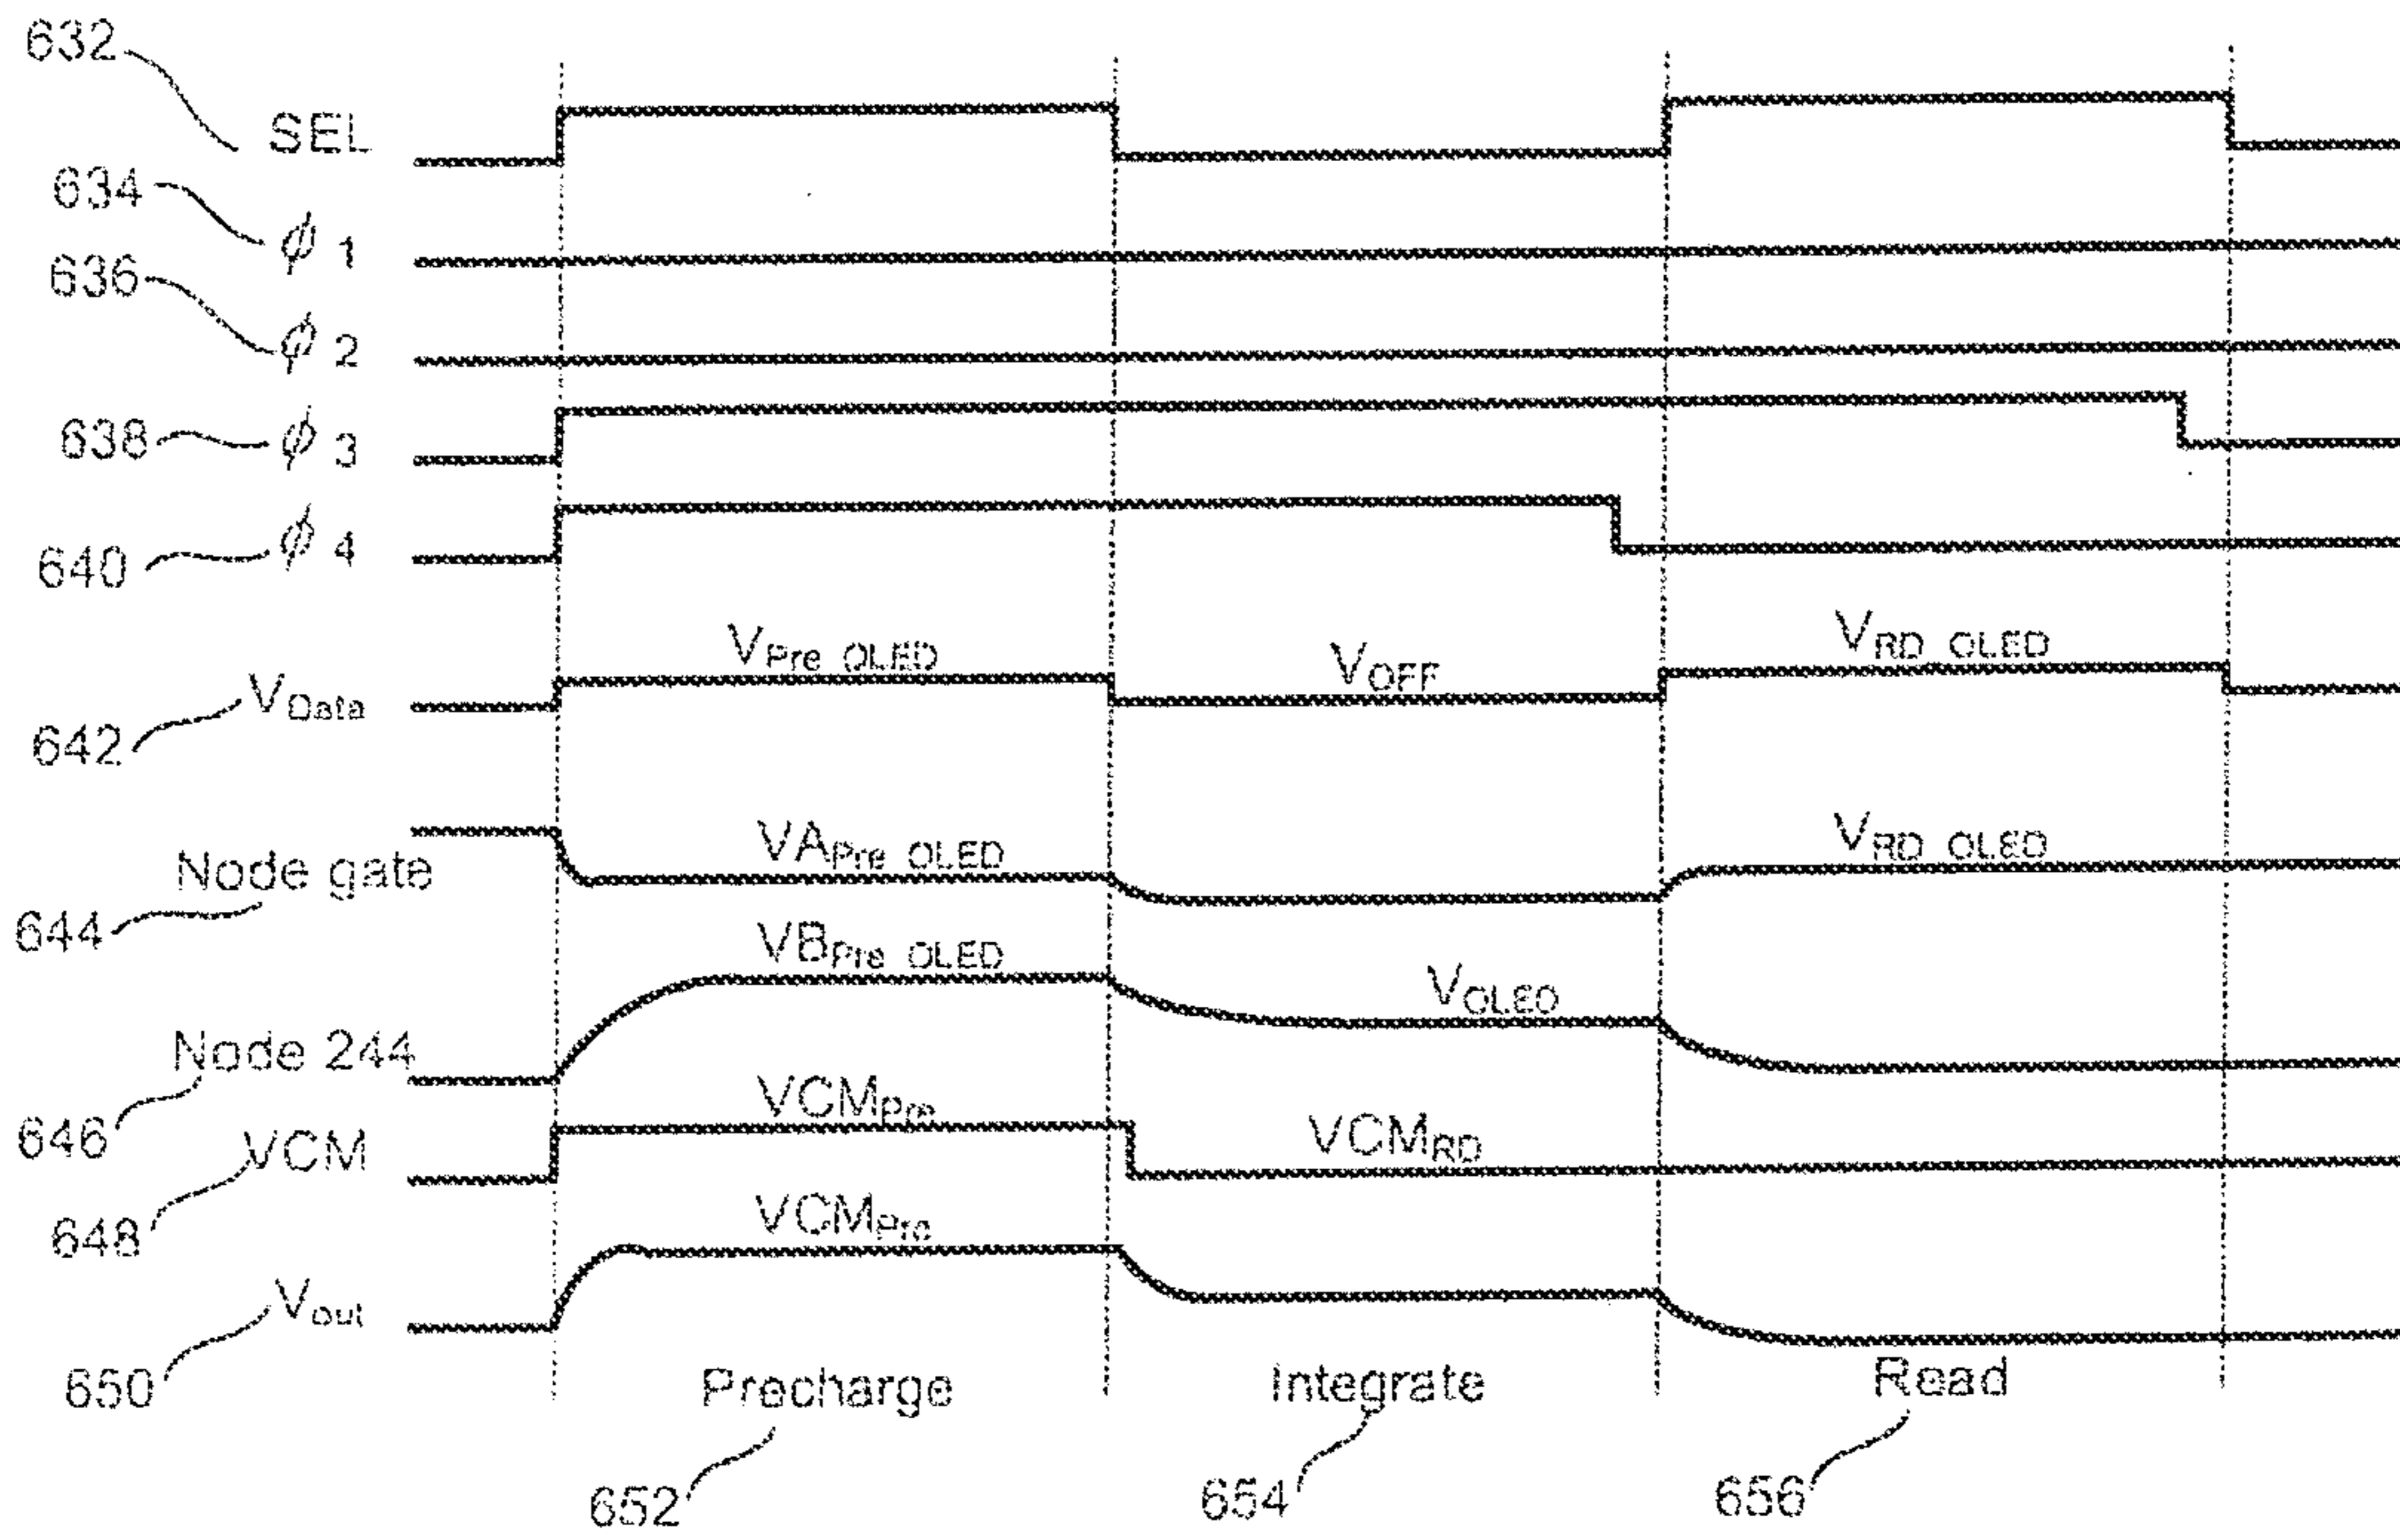 632
SEL
634
ϕ 1
636
ϕ 2
638
ϕ 3
640
ϕ 4
VPre OLED
VOFF
VRD OLED
VData
642
VAPre OLED
VRD OLED
Node gate
644
VBPre OLED
VOLED
Node 244
646
VCMPre
VCMRD
VCM
648
VCMPre
Vout
650
Precharge
Integrate
Read
652
654
656